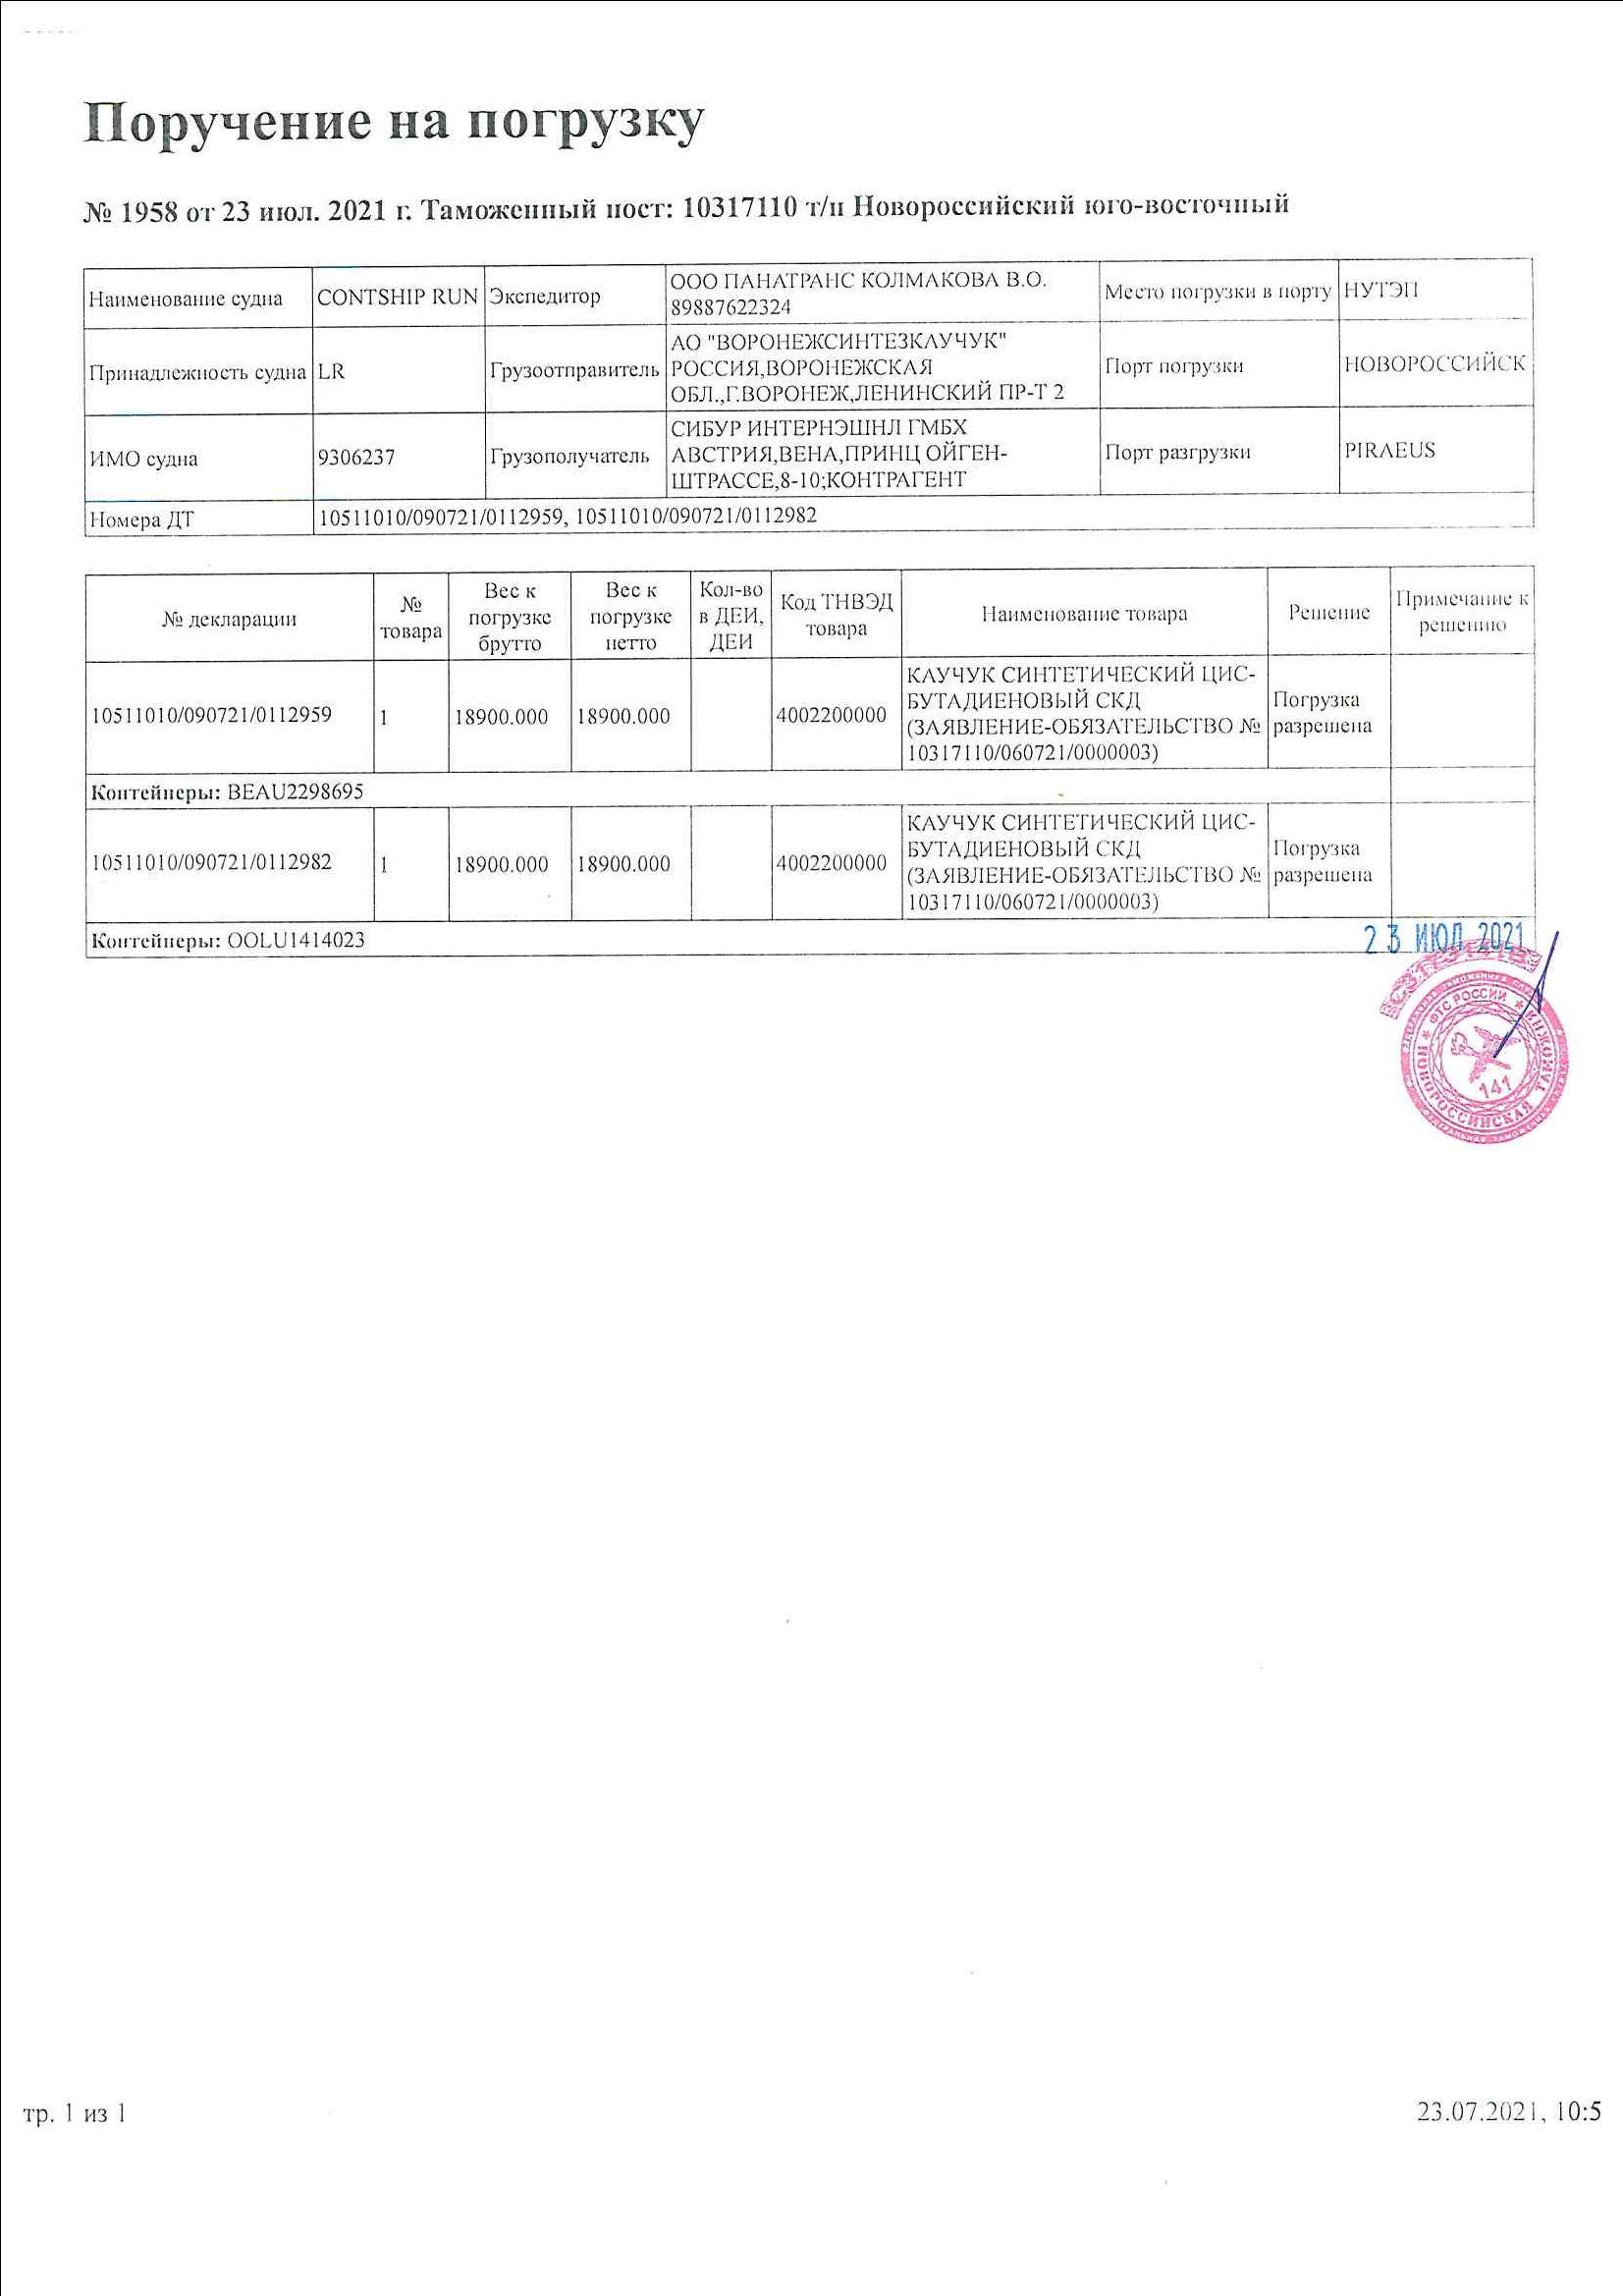 Поручение на погрузку
№ 1958 от 23 июл. 2021 г. Таможенный пост: 10317110 т/п Новороссийский юго-восточный
Наименование судна CONTSHIP RUN Экспедитор ООО ПАНАТРАНС КОЛМАКОВА В.О. 89887622324 Место погрузки в порту НУТЭП
Принадлежность судна LR Грузоотправитель АО "ВОРОНЕЖСИНТЕЗКАУЧУК" РОССИЯ,ВОРОНЕЖСКАЯ ОБЛ.,Г.ВОРОНЕЖ,ЛЕНИНСКИЙ ПР-Т 2 Порт погрузки НОВОРОССИЙСК
ИМО судна 9306237 Грузополучатель СИБУР ИНТЕРНЭШНЛ ГМБХ АВСТРИЯ,ВЕНА,ПРИНЦ ОЙГЕН-ШТРАССЕ,8-10;КОНТРАГЕНТ Порт разгрузки PIRAEUS
Номера ДТ 10511010/090721/0112959, 10511010/090721/0112982
№ декларации № товара Вес к погрузке брутто Вес к погрузке нетто Кол-во в ДЕИ, ДЕИ Код ТНВЭД товара Наименование товара Решение Примечание к решению
10511010/090721/0112959 1 18900.000 18900.000 4002200000 КАУЧУК СИНТЕТИЧЕСКИЙ ЦИС-БУТАДИЕНОВЫЙ СКД (ЗАЯВЛЕНИЕ-ОБЯЗАТЕЛЬСТВО № 10317110/060721/0000003) Погрузка разрешена
Контейнеры: BEAU2298695
10511010/090721/0112982 1 18900.000 18900.000 4002200000 КАУЧУК СИНТЕТИЧЕСКИЙ ЦИС-БУТАДИЕНОВЫЙ СКД (ЗАЯВЛЕНИЕ-ОБЯЗАТЕЛЬСТВО № 10317110/060721/0000003) Погрузка разрешена
Контейнеры: OOLU1414023
23 ИЮЛ 2021
ФТС РОССИИ
НОВОРОССИЙСКАЯ ТАМОЖНЯ
141
тр. 1 из 1
23.07.2021, 10:5